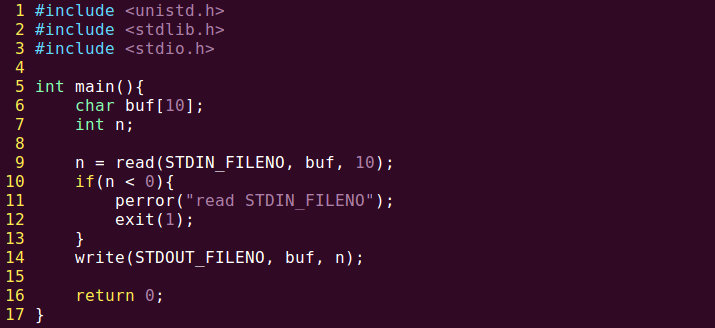 1 #include <unistd.h>
2 #include <stdlib.h>
3 #include <stdio.h>
4
5 int main(){
6     char buf[10];
7     int n;
8
9     n = read(STDIN_FILENO, buf, 10);
10     if(n < 0){
11         perror("read STDIN_FILENO");
12         exit(1);
13     }
14     write(STDOUT_FILENO, buf, n);
15
16     return 0;
17 }